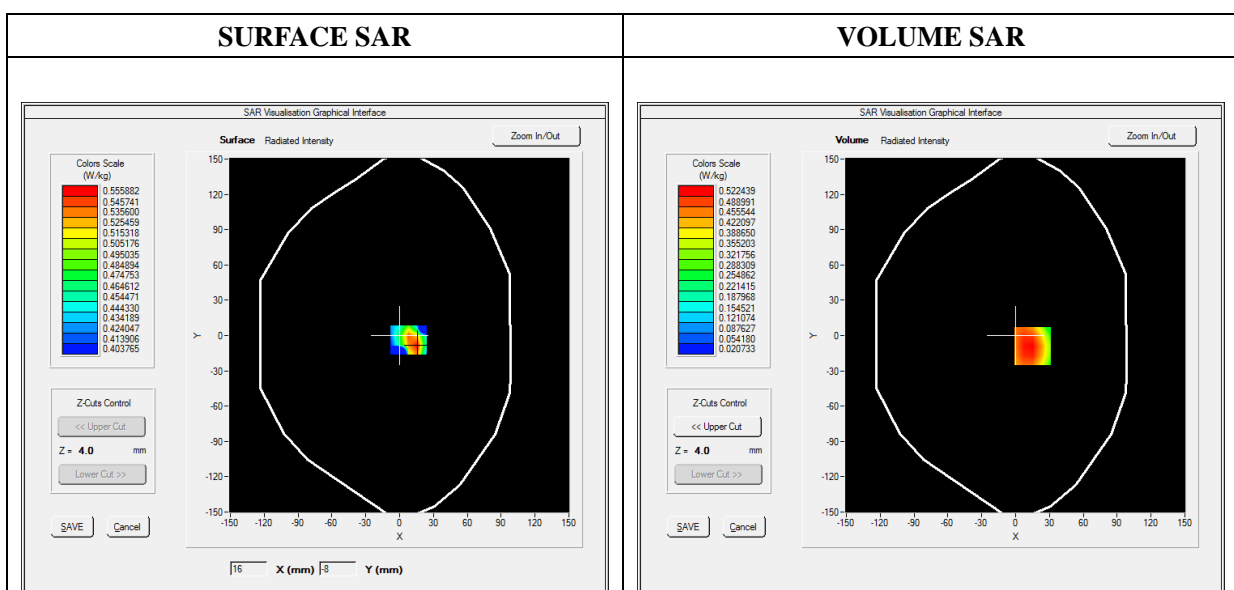 SURFACE SAR
VOLUME SAR
SAR Visualisation Graphical Interface
Surface Radiated Intensity
Zoom In/Out
Colors Scale
(W/kg)
0.555882
0.545741
0.535600
0.525459
0.515318
0.505176
0.495035
0.484894
0.474753
0.464612
0.454471
0.444330
0.434189
0.424047
0.413906
0.403765
150
120
90
60
30
0
-30
-60
-90
-120
-150
Y
-150 -120 -90 -60 -30 0 30 60 90 120 150
X
Z-Cuts Control
<< Upper Cut
Z = 4.0 mm
Lower Cut >>
SAVE Cancel
16 X (mm) -8 Y (mm)
SAR Visualisation Graphical Interface
Volume Radiated Intensity
Zoom In/Out
Colors Scale
(W/kg)
0.522439
0.488991
0.455544
0.422097
0.388650
0.355203
0.321756
0.288309
0.254862
0.221415
0.187968
0.154521
0.121074
0.087627
0.054180
0.020733
150
120
90
60
30
0
-30
-60
-90
-120
-150
Y
-150 -120 -90 -60 -30 0 30 60 90 120 150
X
Z-Cuts Control
<< Upper Cut
Z = 4.0 mm
Lower Cut >>
SAVE Cancel